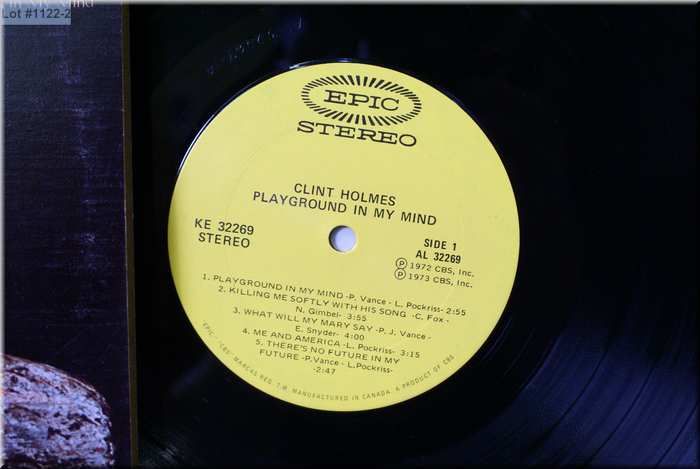 Lot #1122-2
EPIC
STEREO
CLINT HOLMES
PLAYGROUND IN MY MIND
KE 32269
STEREO
SIDE 1
AL 32269
Ⓟ 1972 CBS, Inc.
Ⓟ 1973 CBS, Inc.
1. PLAYGROUND IN MY MIND -P. Vance - L. Pockriss- 2:55
2. KILLING ME SOFTLY WITH HIS SONG -C. Fox -
N. Gimbel- 3:55
3. WHAT WILL MY MARY SAY -P. J. Vance -
E. Snyder- 4:00
4. ME AND AMERICA -L. Pockriss- 3:15
5. THERE'S NO FUTURE IN MY
FUTURE -P.Vance - L.Pockriss-
-2:47
"EPIC," "CBS" MARCAS REG. T.M. MANUFACTURED IN CANADA. A PRODUCT OF CBS